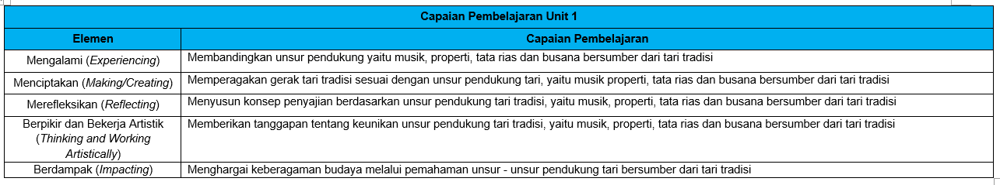 Capaian Pembelajaran Unit 1
Elemen
Capaian Pembelajaran
Mengalami (Experiencing)
Membandingkan unsur pendukung yaitu musik, properti, tata rias dan busana bersumber dari tari tradisi
Menciptakan (Making/Creating)
Memperagakan gerak tari tradisi sesuai dengan unsur pendukung tari, yaitu musik properti, tata rias dan busana bersumber dari tari tradisi
Merefleksikan (Reflecting)
Menyusun konsep penyajian berdasarkan unsur pendukung tari tradisi, yaitu musik, properti, tata rias dan busana bersumber dari tari tradisi
Berpikir dan Bekerja Artistik
(Thinking and Working
Artistically)
Memberikan tanggapan tentang keunikan unsur pendukung tari tradisi, yaitu musik, properti, tata rias dan busana bersumber dari tari tradisi
Berdampak (Impacting)
Menghargai keberagaman budaya melalui pemahaman unsur - unsur pendukung tari bersumber dari tari tradisi